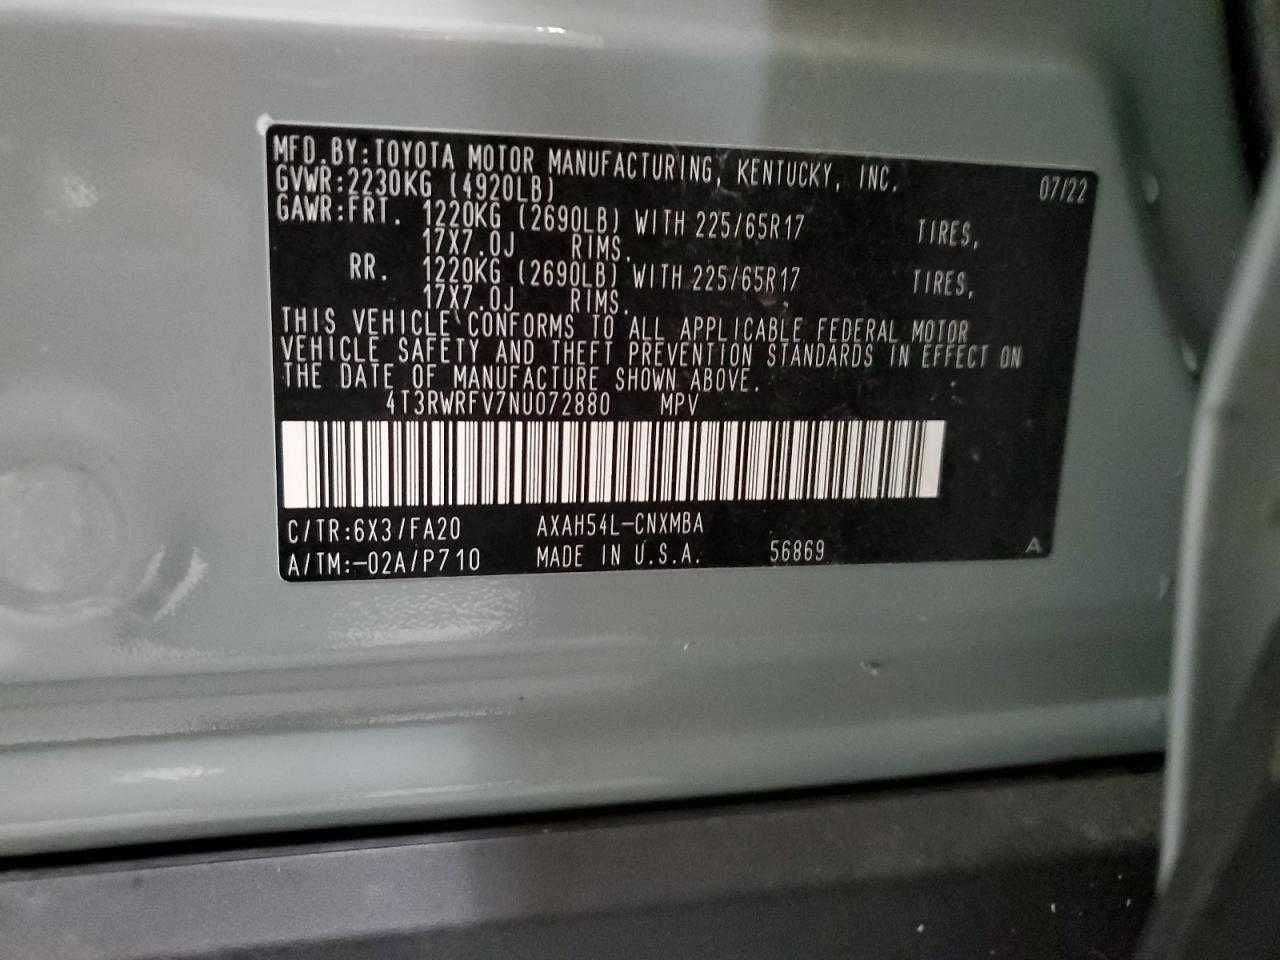 MFD.BY:TOYOTA MOTOR MANUFACTURING, KENTUCKY, INC. 07/22
GVWR:2230KG (4920LB)
GAWR:FRT. 1220KG (2690LB) WITH 225/65R17 TIRES,
17X7.0J RIMS.
RR. 1220KG (2690LB) WITH 225/65R17 TIRES,
17X7.0J RIMS.
THIS VEHICLE CONFORMS TO ALL APPLICABLE FEDERAL MOTOR
VEHICLE SAFETY AND THEFT PREVENTION STANDARDS IN EFFECT ON
THE DATE OF MANUFACTURE SHOWN ABOVE.
4T3RWRFV7NU072880 MPV
C/TR:6X3/FA20 AXAH54L-CNXMBA
A/TM:-02A/P710 MADE IN U.S.A. 56869 A